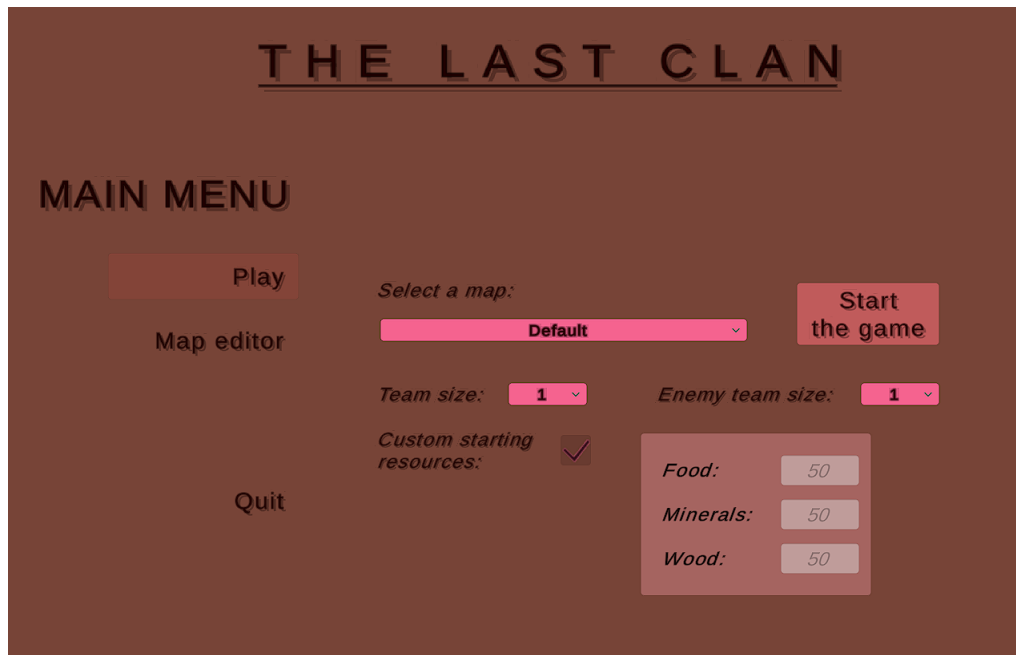 THE LAST CLAN
MAIN MENU
Play
Map editor
Quit
Select a map:
Default
Start
the game
Team size:
1
Enemy team size:
1
Custom starting
resources:
Food:
50
Minerals:
50
Wood:
50